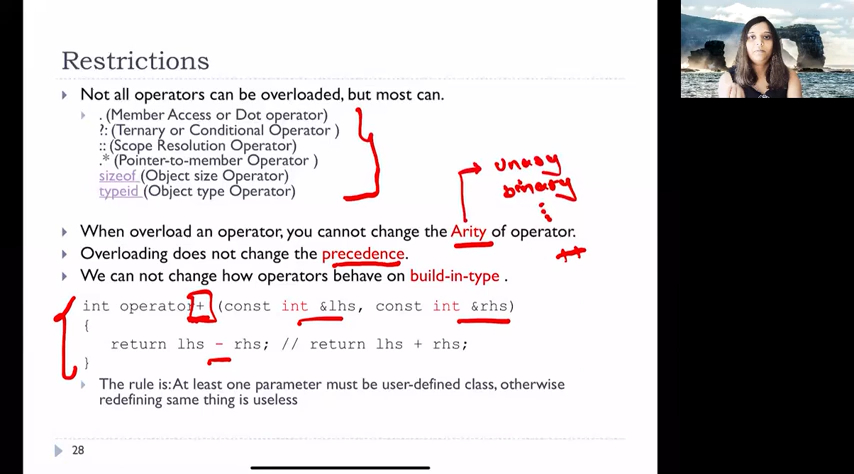 Restrictions
Not all operators can be overloaded, but most can.
. (Member Access or Dot operator)
?: (Ternary or Conditional Operator )
:: (Scope Resolution Operator)
.* (Pointer-to-member Operator )
sizeof (Object size Operator)
typeid (Object type Operator)
unary
binary
When overload an operator, you cannot change the Arity of operator.
Overloading does not change the precedence.
++
We can not change how operators behave on build-in-type .
int operator+ (const int &lhs, const int &rhs)
{
return lhs - rhs; // return lhs + rhs;
}
The rule is: At least one parameter must be user-defined class, otherwise
redefining same thing is useless
28